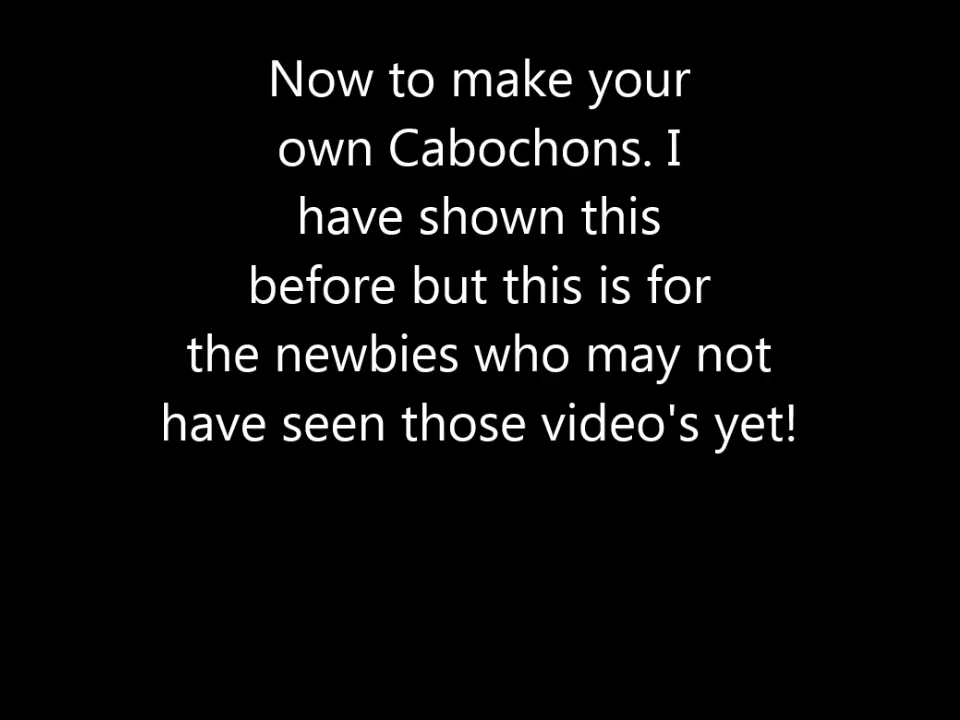 Now to make your
own Cabochons. I
have shown this
before but this is for
the newbies who may not
have seen those video's yet!